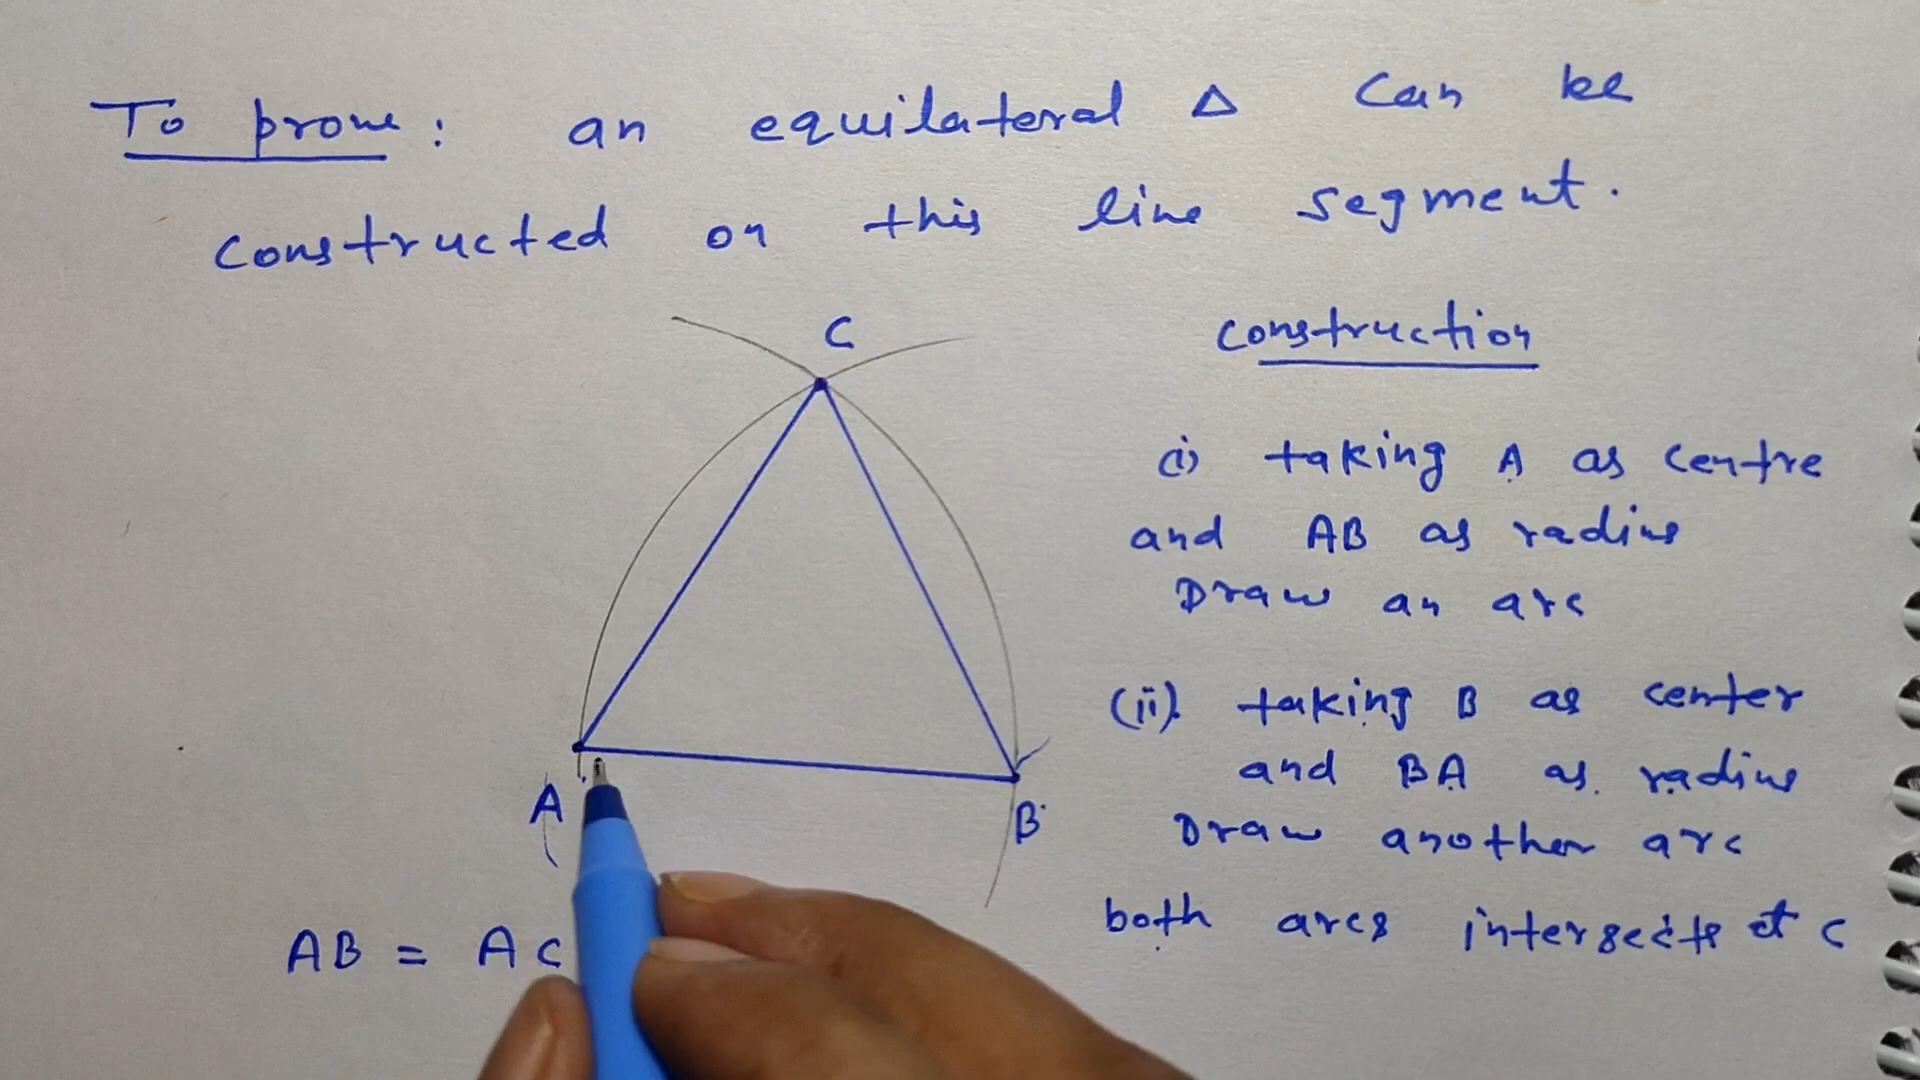 To prove: an equilateral Δ can be
constructed on this line segment.
C
A
B
AB = AC
construction
(i) taking A as centre
and AB as radius
Draw an arc
(ii). taking B as center
and BA as radius
Draw another arc
both arcs intersects at C